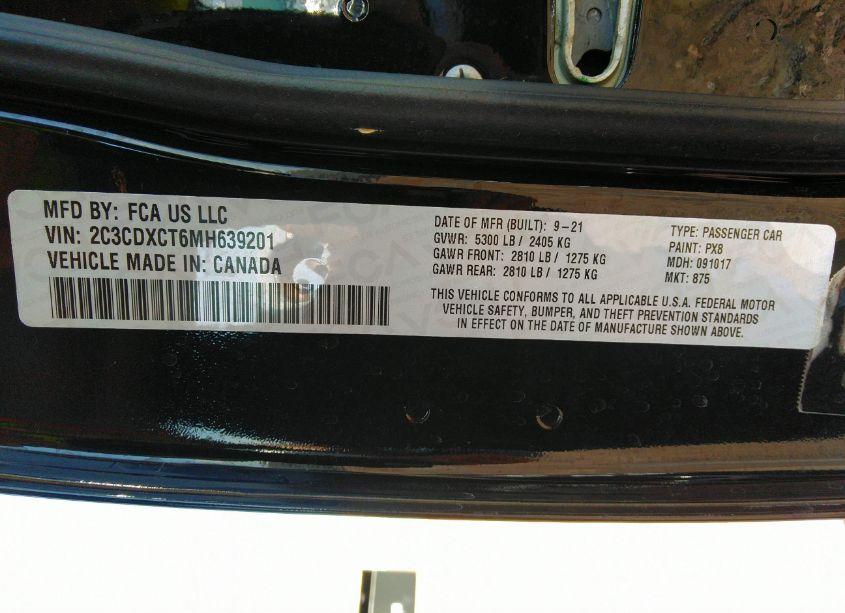 MFD BY: FCA US LLC
VIN: 2C3CDXCT6MH639201
VEHICLE MADE IN: CANADA
DATE OF MFR (BUILT): 9-21
GVWR: 5300 LB / 2405 KG
GAWR FRONT: 2810 LB / 1275 KG
GAWR REAR: 2810 LB / 1275 KG
TYPE: PASSENGER CAR
PAINT: PX8
MDH: 091017
MKT: 875
THIS VEHICLE CONFORMS TO ALL APPLICABLE U.S.A. FEDERAL MOTOR
VEHICLE SAFETY, BUMPER, AND THEFT PREVENTION STANDARDS
IN EFFECT ON THE DATE OF MANUFACTURE SHOWN ABOVE.